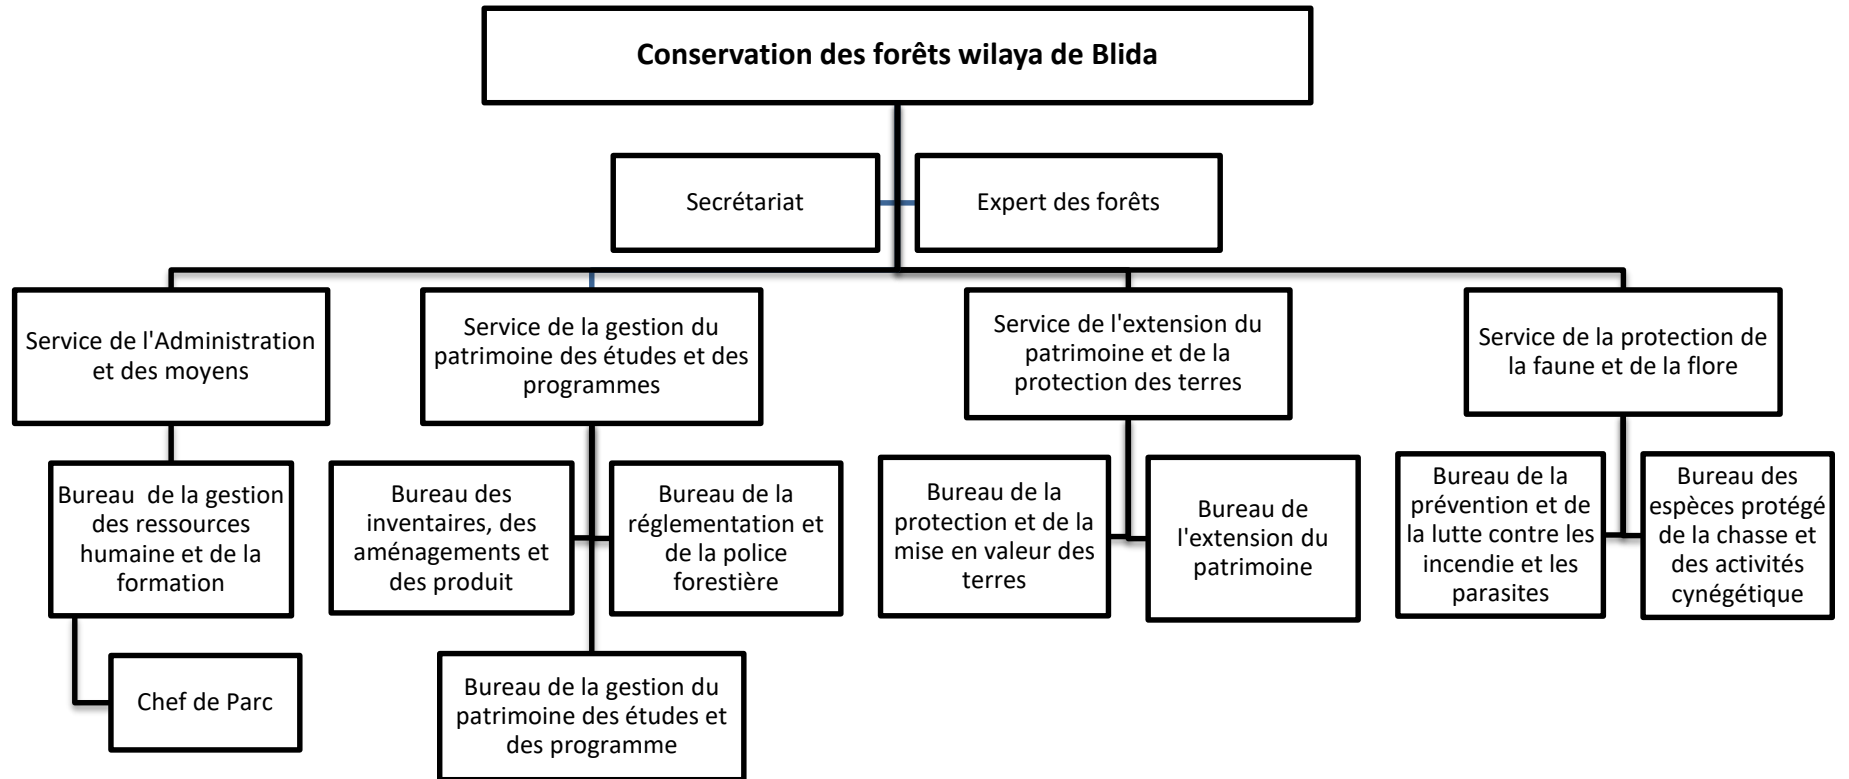 Conservation des forêts wilaya de Blida
Secrétariat
Expert des forêts
Service de l'Administration
et des moyens
Service de la gestion du
patrimoine des études et des
programmes
Service de l'extension du
patrimoine et de la
protection des terres
Service de la protection de
la faune et de la flore
Bureau  de la gestion
des ressources
humaine et de la
formation
Bureau des
inventaires, des
aménagements et
des produit
Bureau de la
réglementation et
de la police
forestière
Bureau de la
protection et de la
mise en valeur des
terres
Bureau de
l'extension du
patrimoine
Bureau de la
prévention et de
la lutte contre les
incendie et les
parasites
Bureau des
espèces protégé
de la chasse et
des activités
cynégétique
Chef de Parc
Bureau de la gestion du
patrimoine des études et
des programme